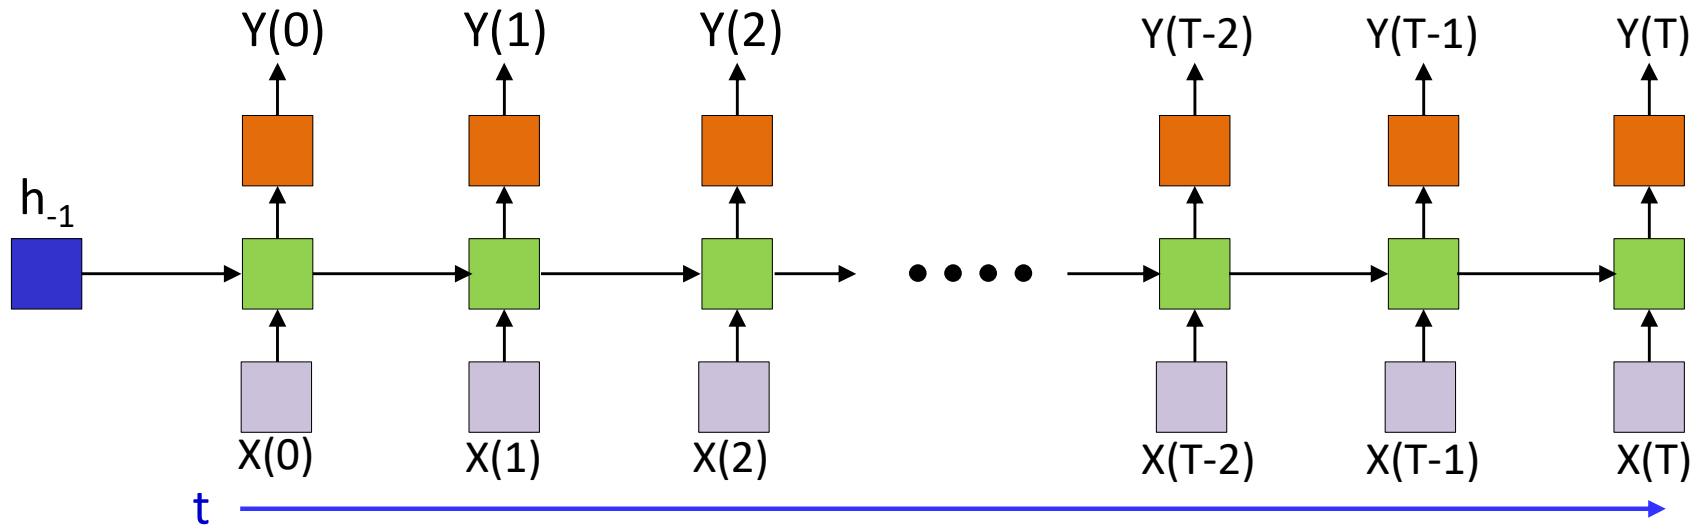 Y(0) Y(1) Y(2) Y(T-2) Y(T-1) Y(T)
h-1
X(0) X(1) X(2) X(T-2) X(T-1) X(T)
t